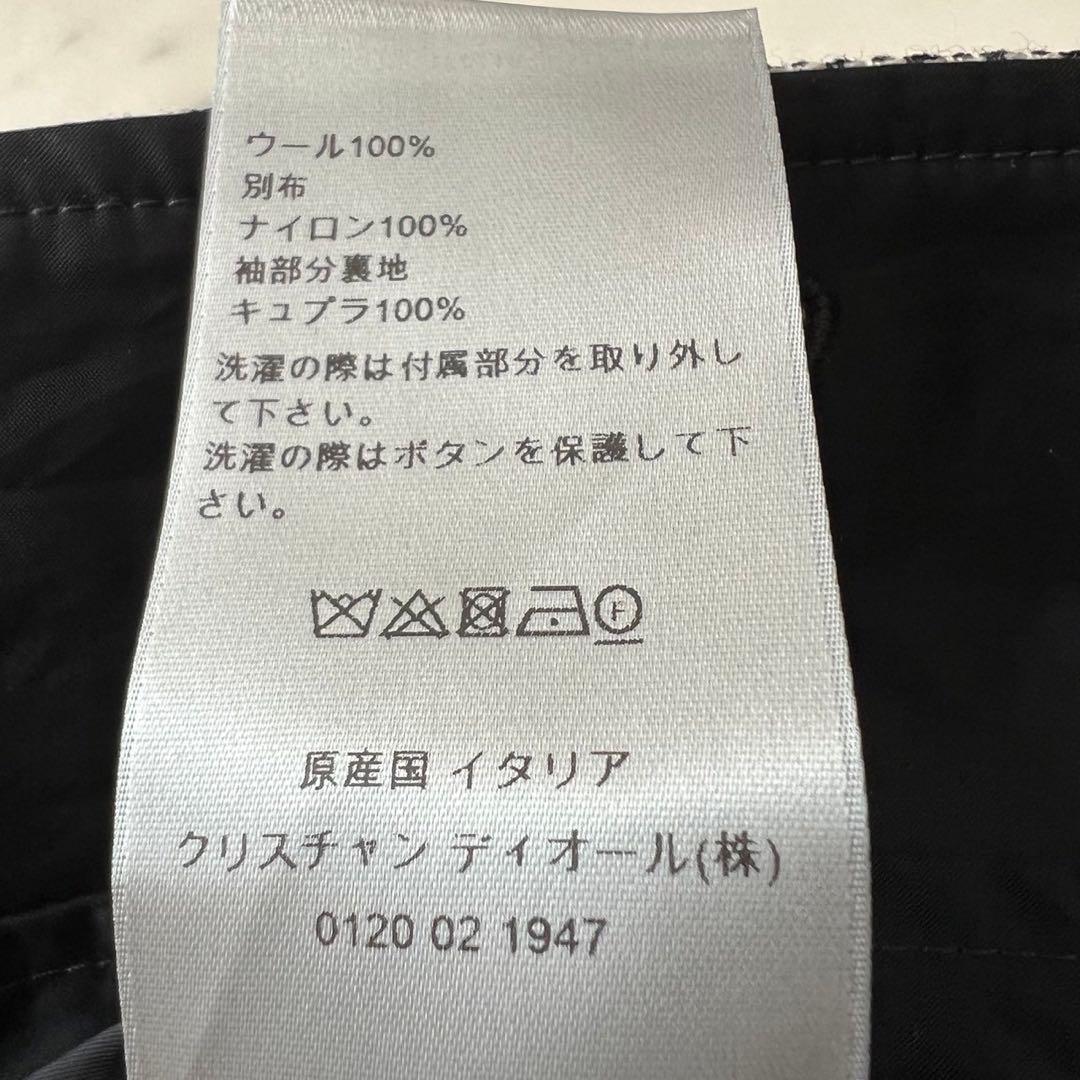 ウール100%
別布
ナイロン100%
袖部分裏地
キュプラ100%
洗濯の際は付属部分を取り外し
て下さい。
洗濯の際はボタンを保護して下
さい。
F
原産国 イタリア
クリスチャン ディオール(株)
0120 02 1947